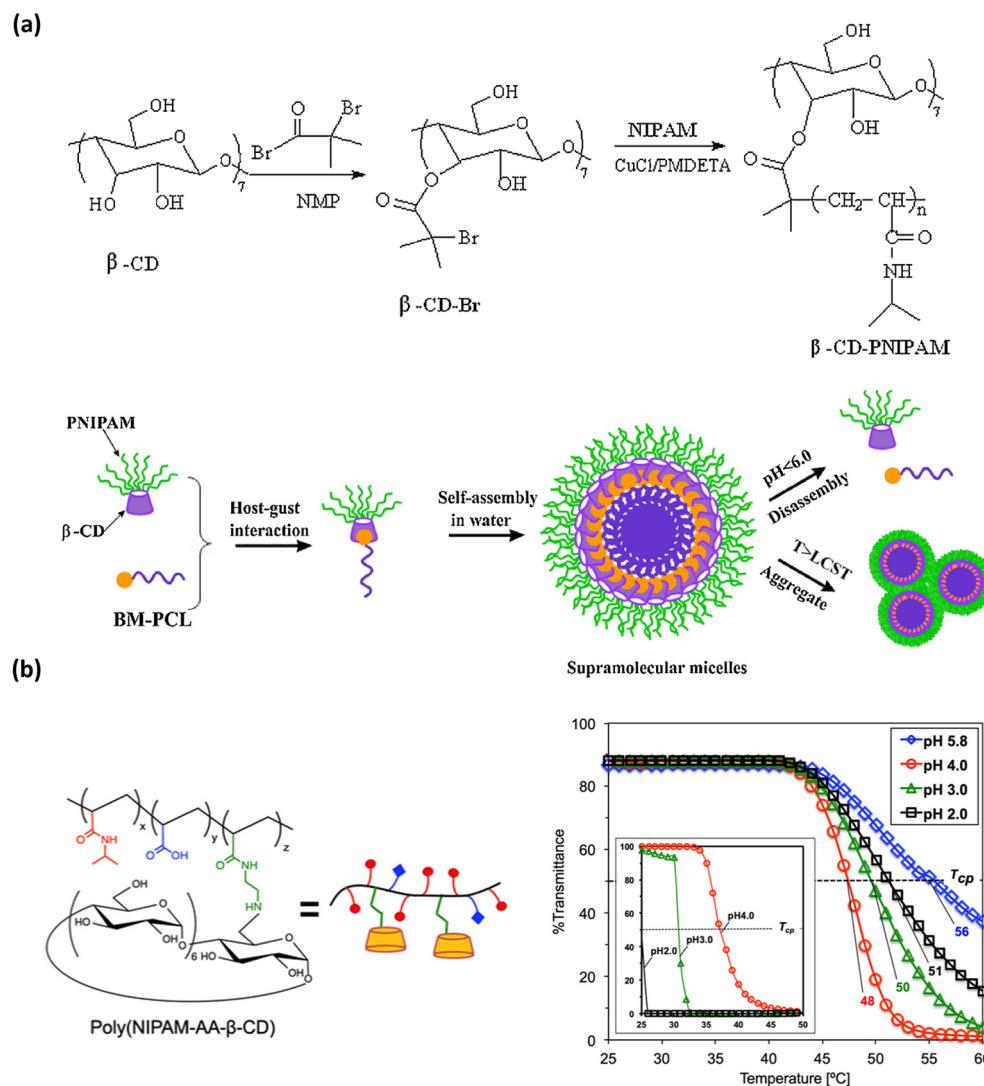 (a)
OH
O
O
7
HO
OH
β-CD
O
Br
Br
NMP
OH
O
O
7
O
OH
O
Br
β-CD-Br
NIPAM
CuCl/PMDETA
OH
O
O
7
O
OH
O
CH2
CH
n
C
O
NH
β-CD-PNIPAM
PNIPAM
β-CD
BM-PCL
Host-gust
interaction
Self-assembly
in water
Supramolecular micelles
pH<6.0
Disassembly
T>LCST
Aggregate
(b)
x
y
z
O
NH
O
OH
O
NH
HN
OH
O
HO
OH
O
6
HO
O
OH
O
=
Poly(NIPAM-AA-β-CD)
%Transmittance
100
80
60
40
20
0
25
30
35
40
45
50
55
60
Temperature [ºC]
pH 5.8
pH 4.0
pH 3.0
pH 2.0
Tcp
56
51
50
48
100
80
60
40
20
0
25
30
35
40
45
50
pH2.0
pH3.0
pH4.0
Tcp